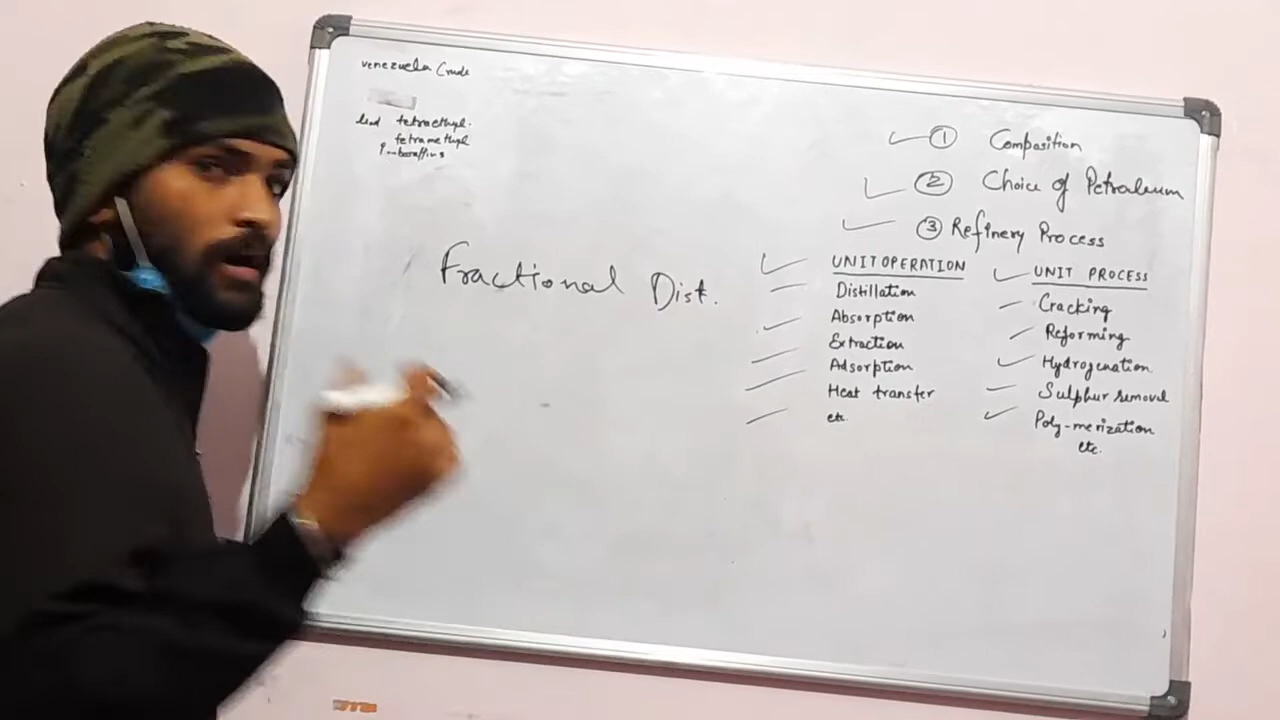 venezuela Crude
lead tetraethyl.
tetramethyl
① Composition
② Choice of Petroleum
③ Refinery Process
Fractional Dist.
UNIT OPERATION
Distillation
Absorption
Extraction
Adsorption
Heat transfer
etc.
UNIT PROCESS
Cracking
Reforming
Hydrogenation
Sulphur removal
Poly-merization
etc.